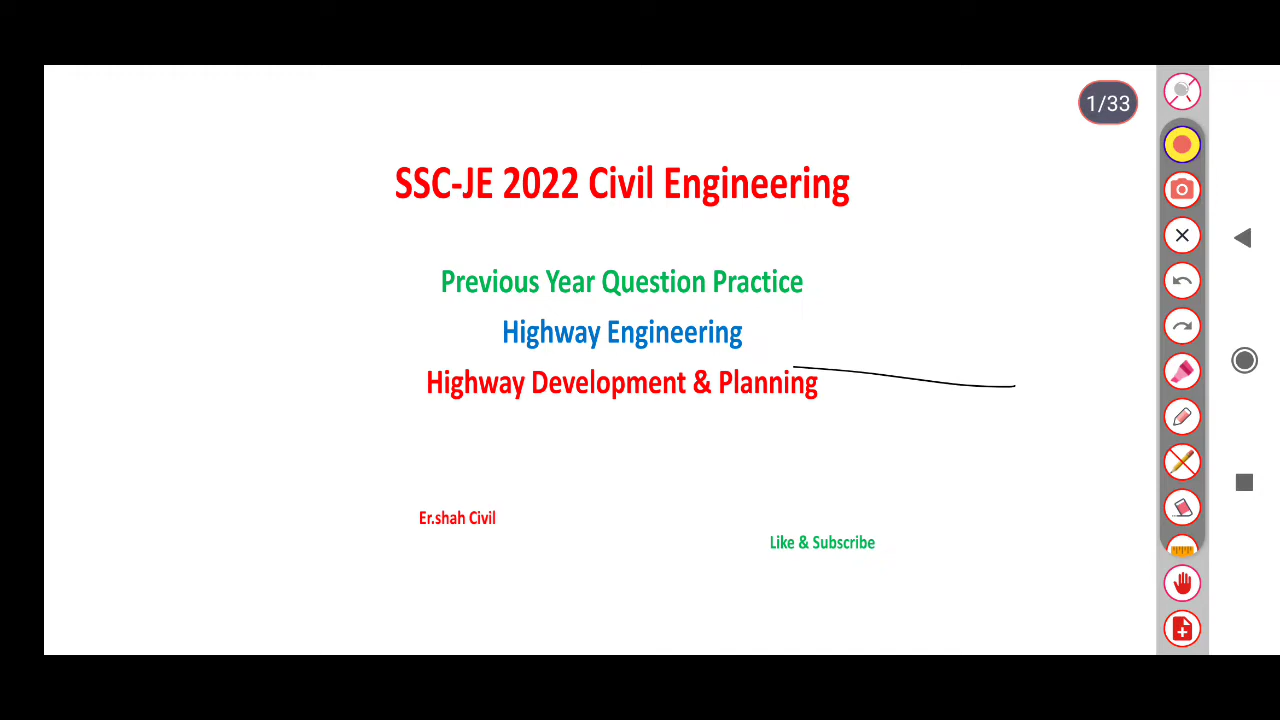 1/33
SSC-JE 2022 Civil Engineering
Previous Year Question Practice
Highway Engineering
Highway Development & Planning
Er.shah Civil
Like & Subscribe